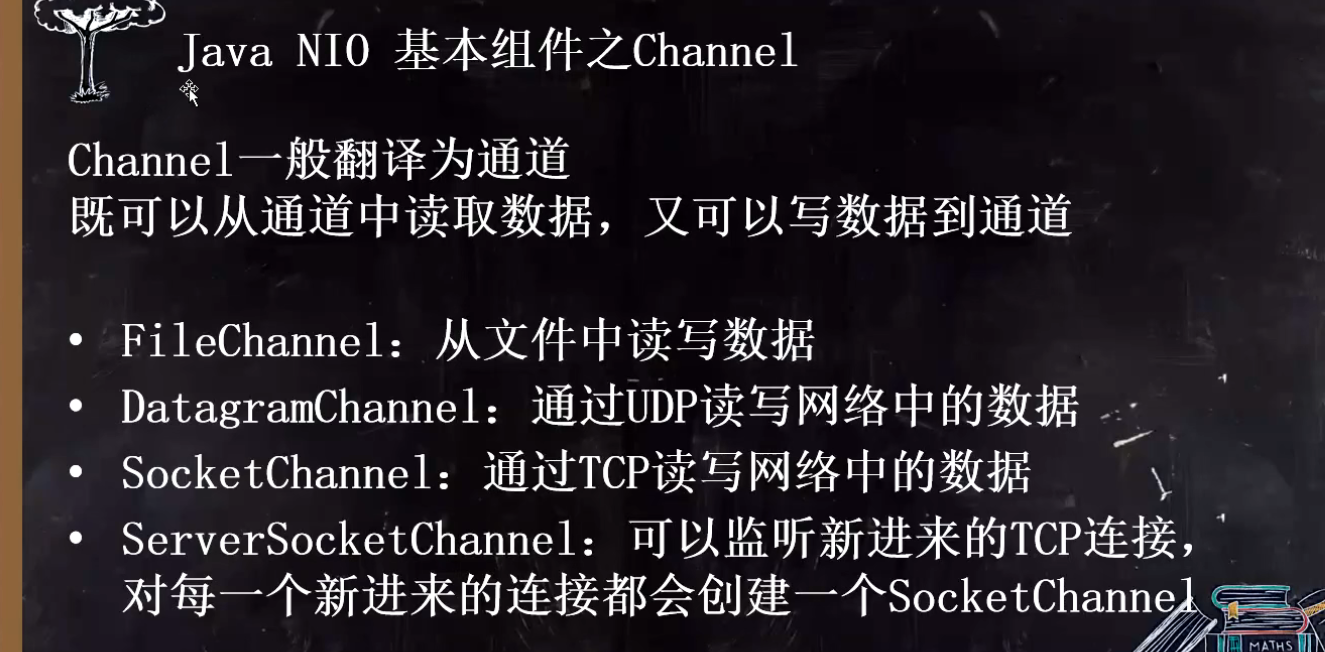 Java NIO 基本组件之Channel
Channel一般翻译为通道
既可以从通道中读取数据，又可以写数据到通道
• FileChannel：从文件中读写数据
• DatagramChannel：通过UDP读写网络中的数据
• SocketChannel：通过TCP读写网络中的数据
• ServerSocketChannel：可以监听新进来的TCP连接，
对每一个新进来的连接都会创建一个SocketChannel
MATHS